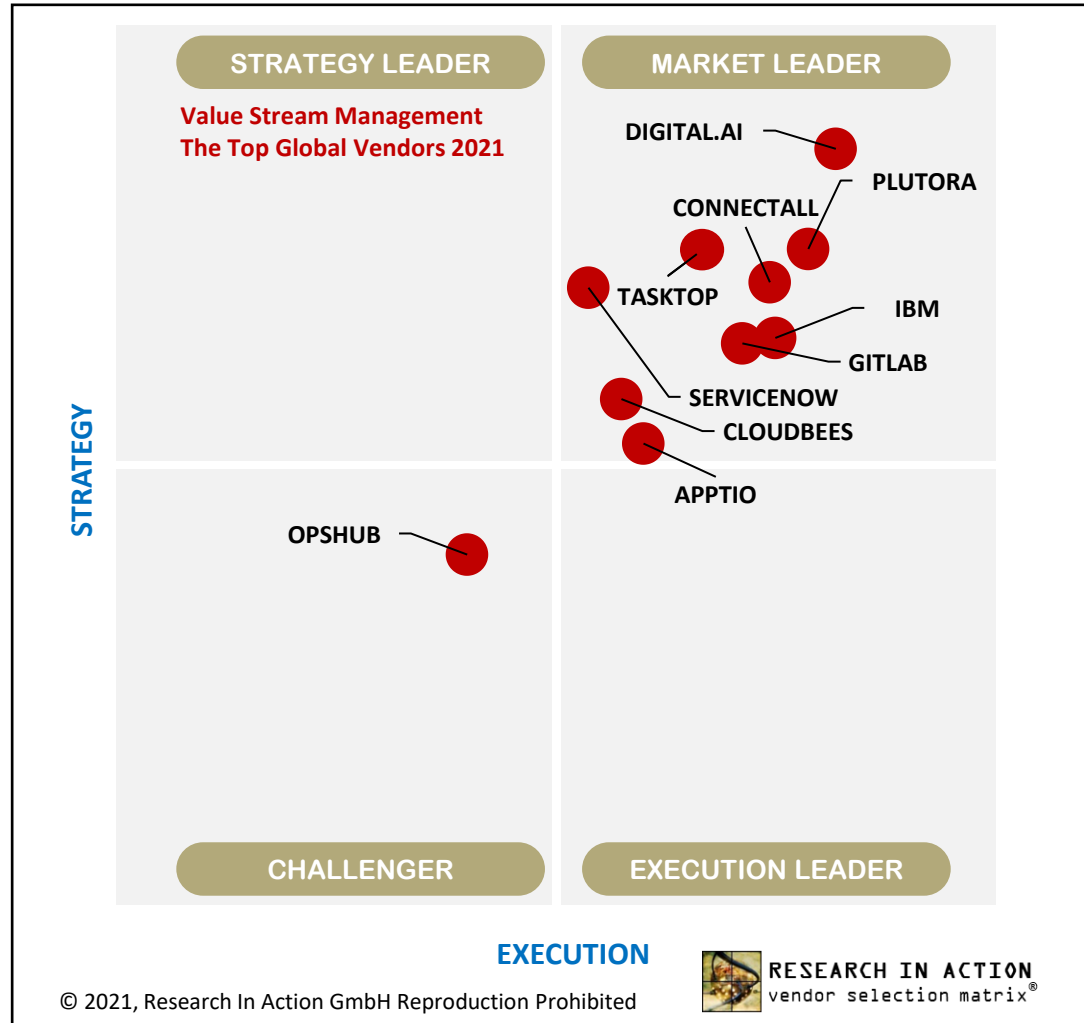 STRATEGY LEADER
MARKET LEADER
Value Stream Management
The Top Global Vendors 2021
DIGITAL.AI
PLUTORA
CONNECTALL
TASKTOP
IBM
GITLAB
SERVICENOW
CLOUDBEES
APPTIO
STRATEGY
OPSHUB
CHALLENGER
EXECUTION LEADER
EXECUTION
RESEARCH IN ACTION
vendor selection matrix®
© 2021, Research In Action GmbH Reproduction Prohibited